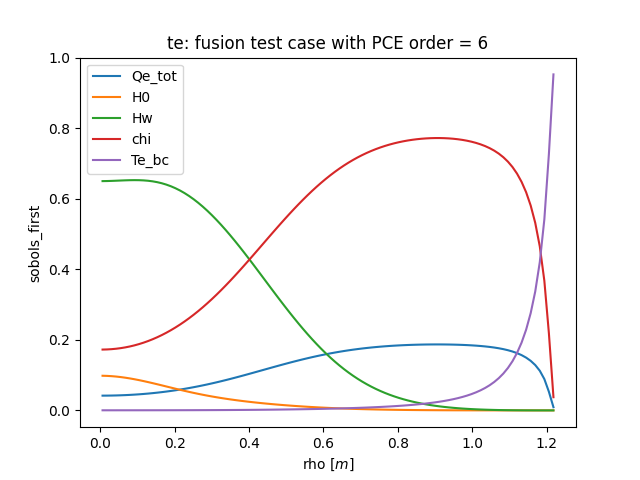 te: fusion test case with PCE order = 6
Qe_tot
H0
Hw
chi
Te_bc
sobols_first
1.0
0.8
0.6
0.4
0.2
0.0
0.0 0.2 0.4 0.6 0.8 1.0 1.2
rho [m]